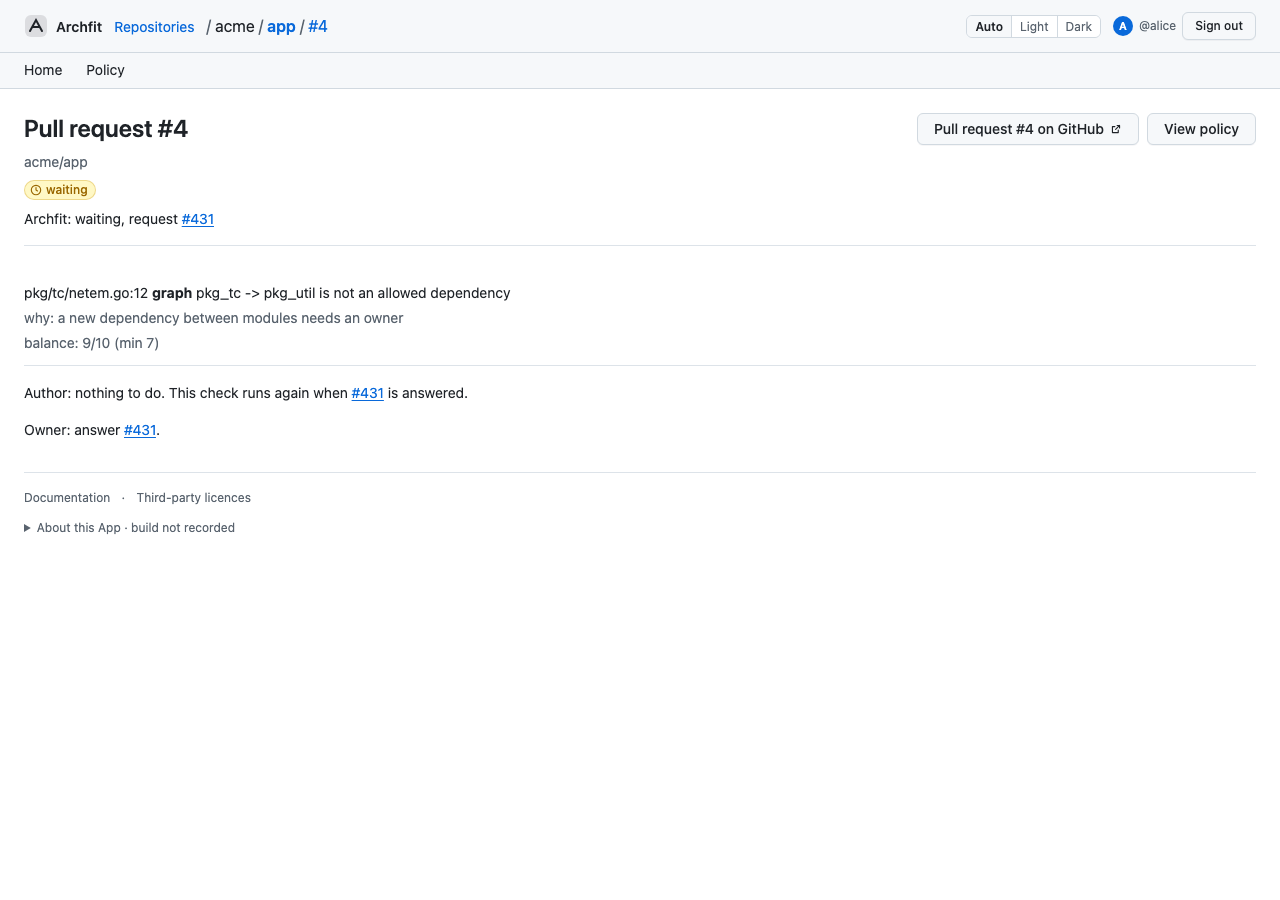 Archfit Repositories / acme / app / #4 Auto Light Dark A @alice Sign out
Home Policy
Pull request #4 Pull request #4 on GitHub View policy
acme/app
waiting
Archfit: waiting, request #431
pkg/tc/netem.go:12 graph pkg_tc -> pkg_util is not an allowed dependency
why: a new dependency between modules needs an owner
balance: 9/10 (min 7)
Author: nothing to do. This check runs again when #431 is answered.
Owner: answer #431.
Documentation · Third-party licences
About this App · build not recorded